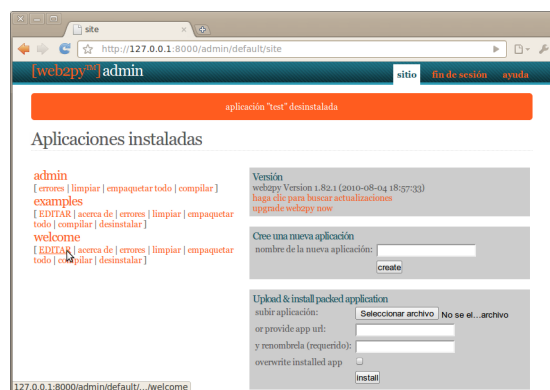 site
http://127.0.0.1:8000/admin/default/site
[web2py™] admin
sitio fin de sesión ayuda
aplicación "test" desinstalada
Aplicaciones instaladas
admin
[ errores | limpiar | empaquetar todo | compilar ]
examples
[ EDITAR | acerca de | errores | limpiar | empaquetar
todo | compilar | desinstalar ]
welcome
[ EDITAR | acerca de | errores | limpiar | empaquetar
todo | compilar | desinstalar ]
Versión
web2py Version 1.82.1 (2010-08-04 18:57:33)
haga clic para buscar actualizaciones
upgrade web2py now
Cree una nueva aplicación
nombre de la nueva aplicación:
create
Upload & install packed application
subir aplicación: Seleccionar archivo No se el...archivo
or provide app url:
y renombrela (requerido):
overwrite installed app
install
127.0.0.1:8000/admin/default/.../welcome